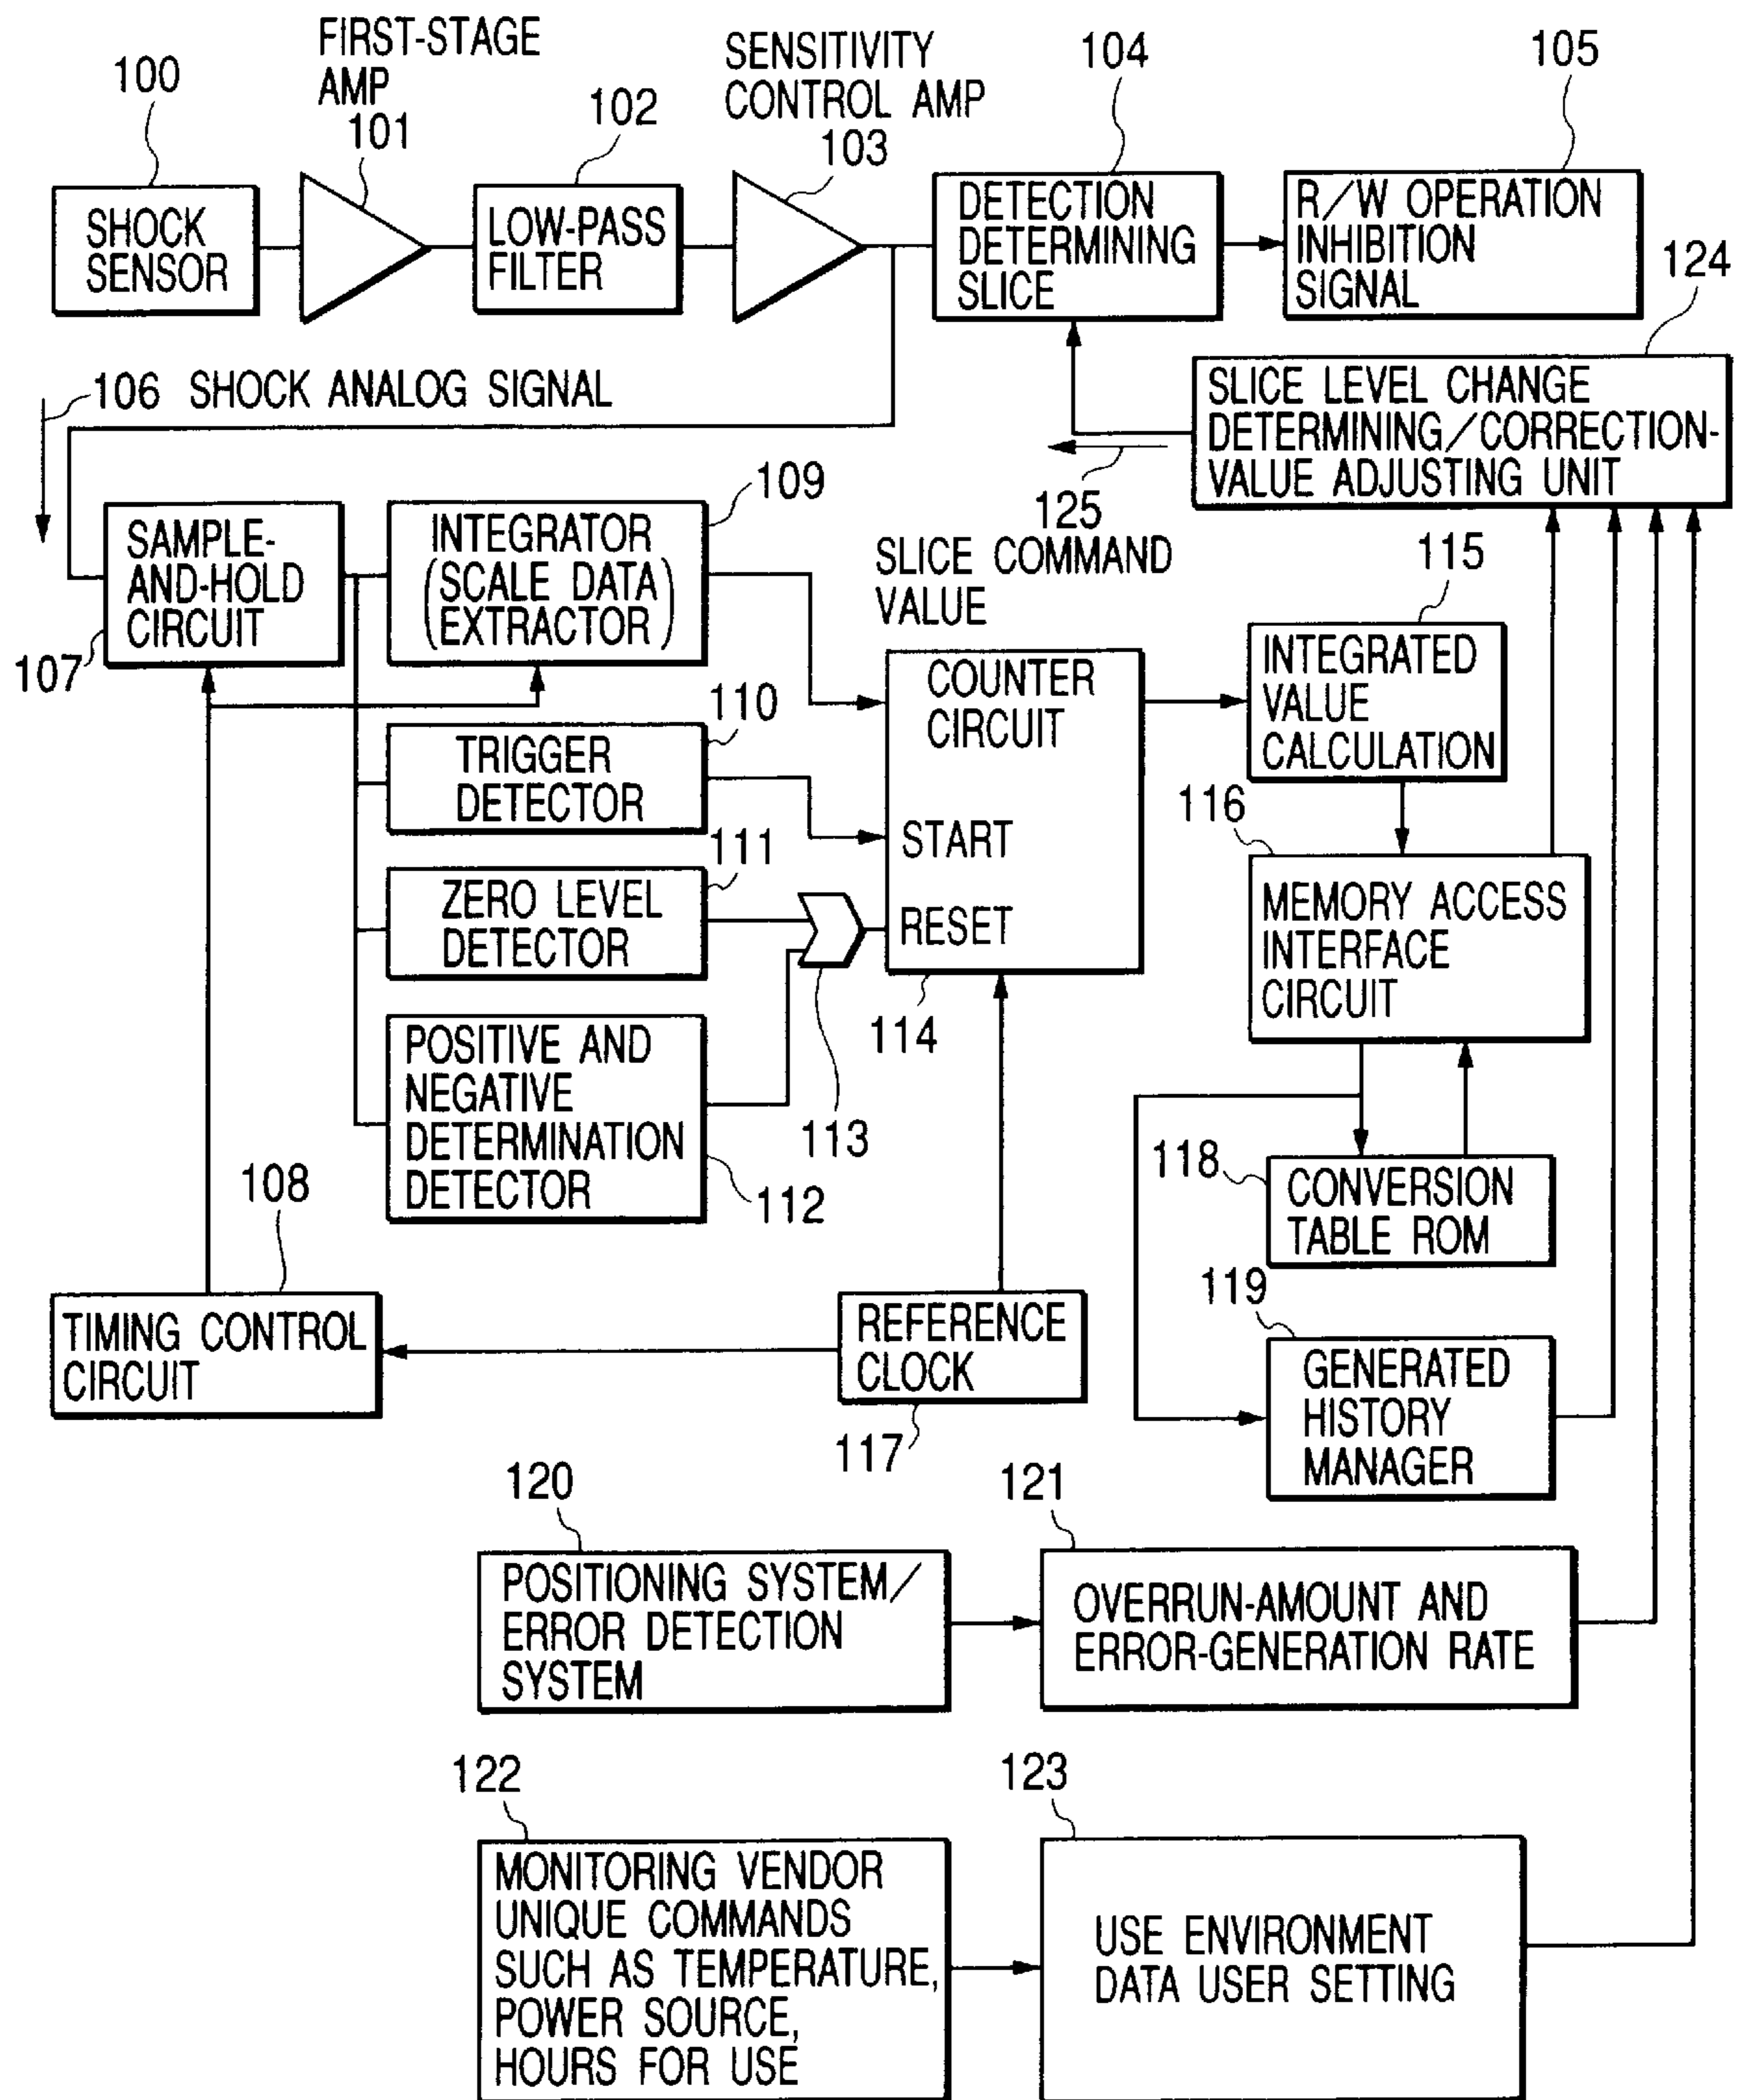 FIRST-STAGE
AMP
101
SENSITIVITY
CONTROL AMP
103
100
102
104
105
SHOCK
SENSOR
LOW-PASS
FILTER
DETECTION
DETERMINING
SLICE
R/W OPERATION
INHIBITION
SIGNAL
124
106 SHOCK ANALOG SIGNAL
SLICE LEVEL CHANGE
DETERMINING/CORRECTION-
VALUE ADJUSTING UNIT
125
SLICE COMMAND
VALUE
SAMPLE-
AND-HOLD
CIRCUIT
107
109
INTEGRATOR
(SCALE DATA
EXTRACTOR)
115
INTEGRATED
VALUE
CALCULATION
COUNTER
CIRCUIT
START
RESET
114
110
TRIGGER
DETECTOR
111
ZERO LEVEL
DETECTOR
113
116
MEMORY ACCESS
INTERFACE
CIRCUIT
POSITIVE AND
NEGATIVE
DETERMINATION
DETECTOR
112
118
CONVERSION
TABLE ROM
108
TIMING CONTROL
CIRCUIT
REFERENCE
CLOCK
117
119
GENERATED
HISTORY
MANAGER
120
POSITIONING SYSTEM/
ERROR DETECTION
SYSTEM
121
OVERRUN-AMOUNT AND
ERROR-GENERATION RATE
122
MONITORING VENDOR
UNIQUE COMMANDS
SUCH AS TEMPERATURE,
POWER SOURCE,
HOURS FOR USE
123
USE ENVIRONMENT
DATA USER SETTING